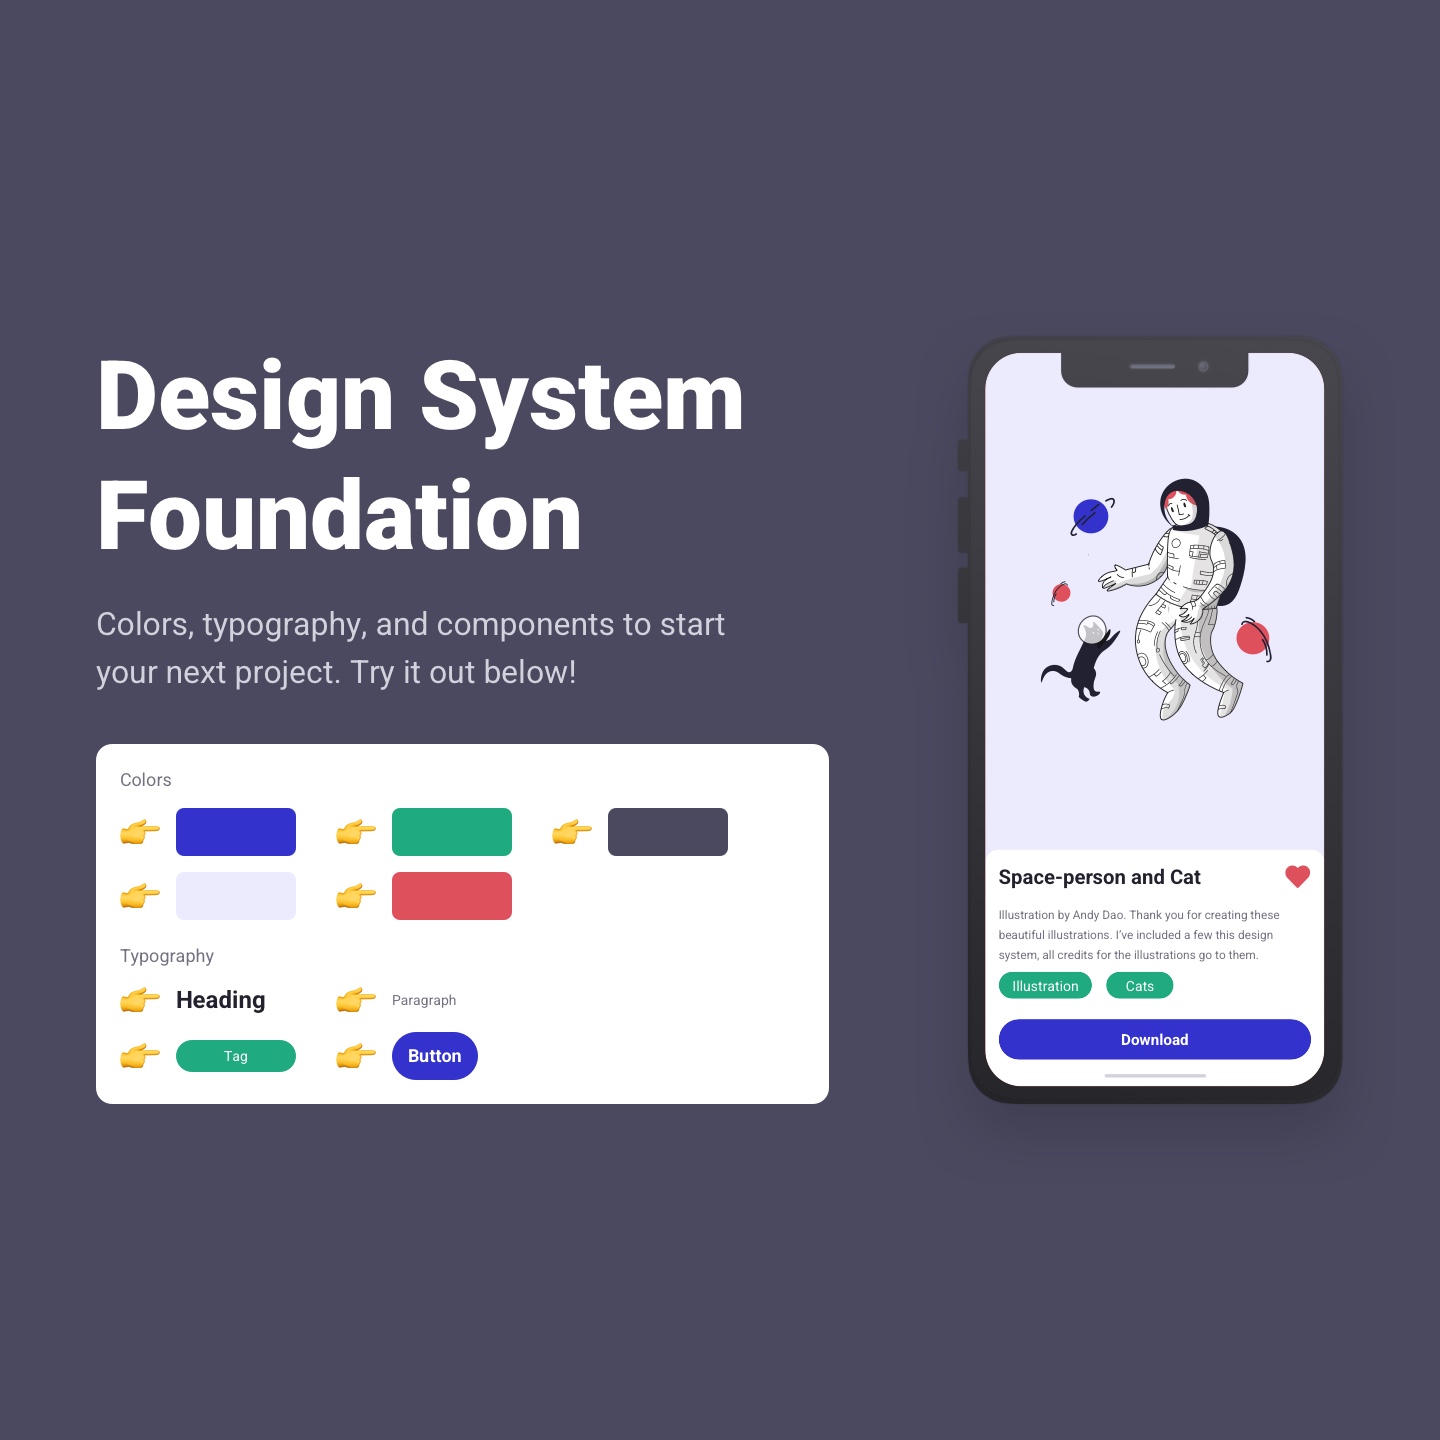 Design System
Foundation
Colors, typography, and components to start
your next project. Try it out below!
Colors
Typography
Heading
Paragraph
Tag
Button
Space-person and Cat
Illustration by Andy Dao. Thank you for creating these
beautiful illustrations. I've included a few this design
system, all credits for the illustrations go to them.
Illustration
Cats
Download